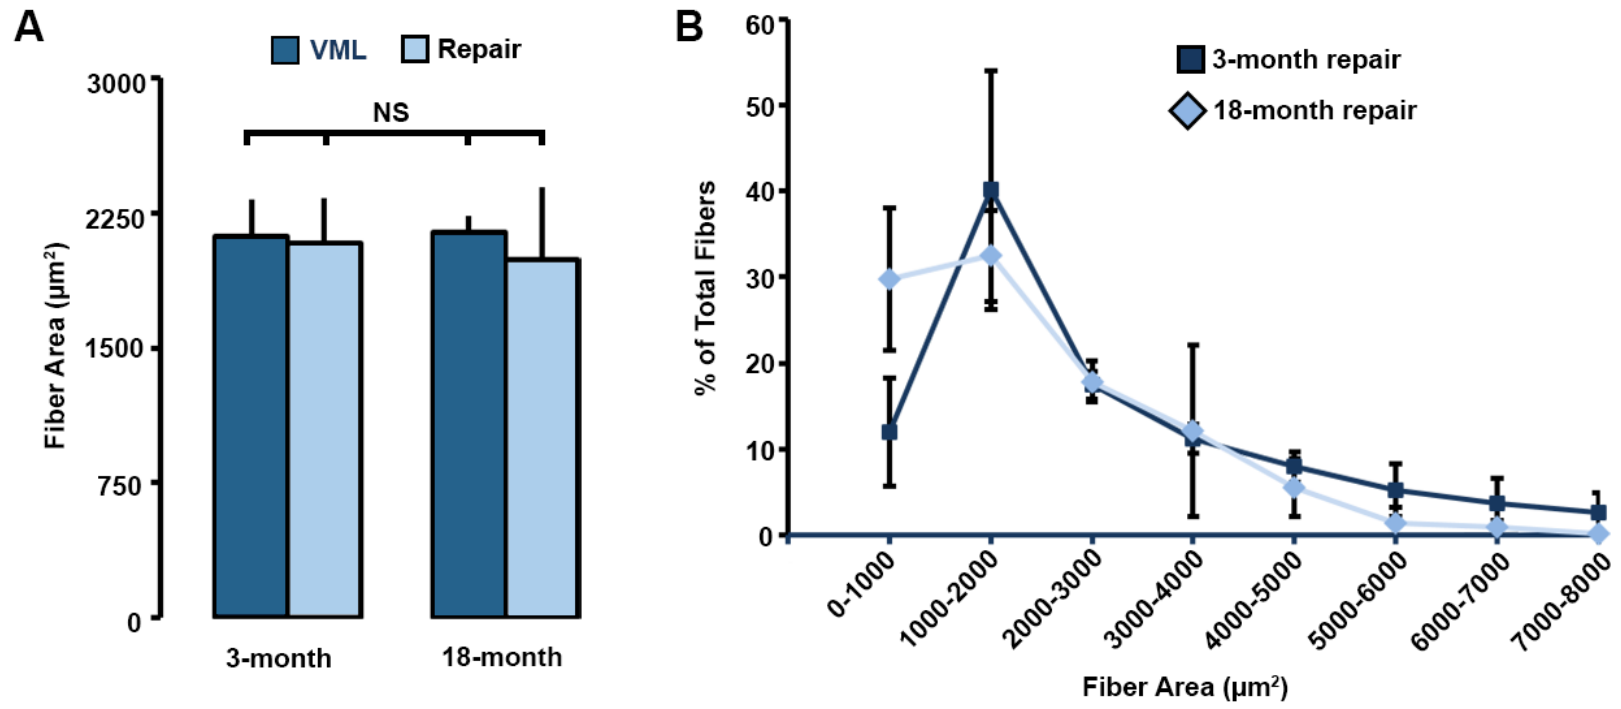 A
VML
Repair
NS
3000
2250
1500
750
0
Fiber Area (µm²)
3-month
18-month
B
3-month repair
18-month repair
60
50
40
30
20
10
0
% of Total Fibers
0-1000
1000-2000
2000-3000
3000-4000
4000-5000
5000-6000
6000-7000
7000-8000
Fiber Area (µm²)